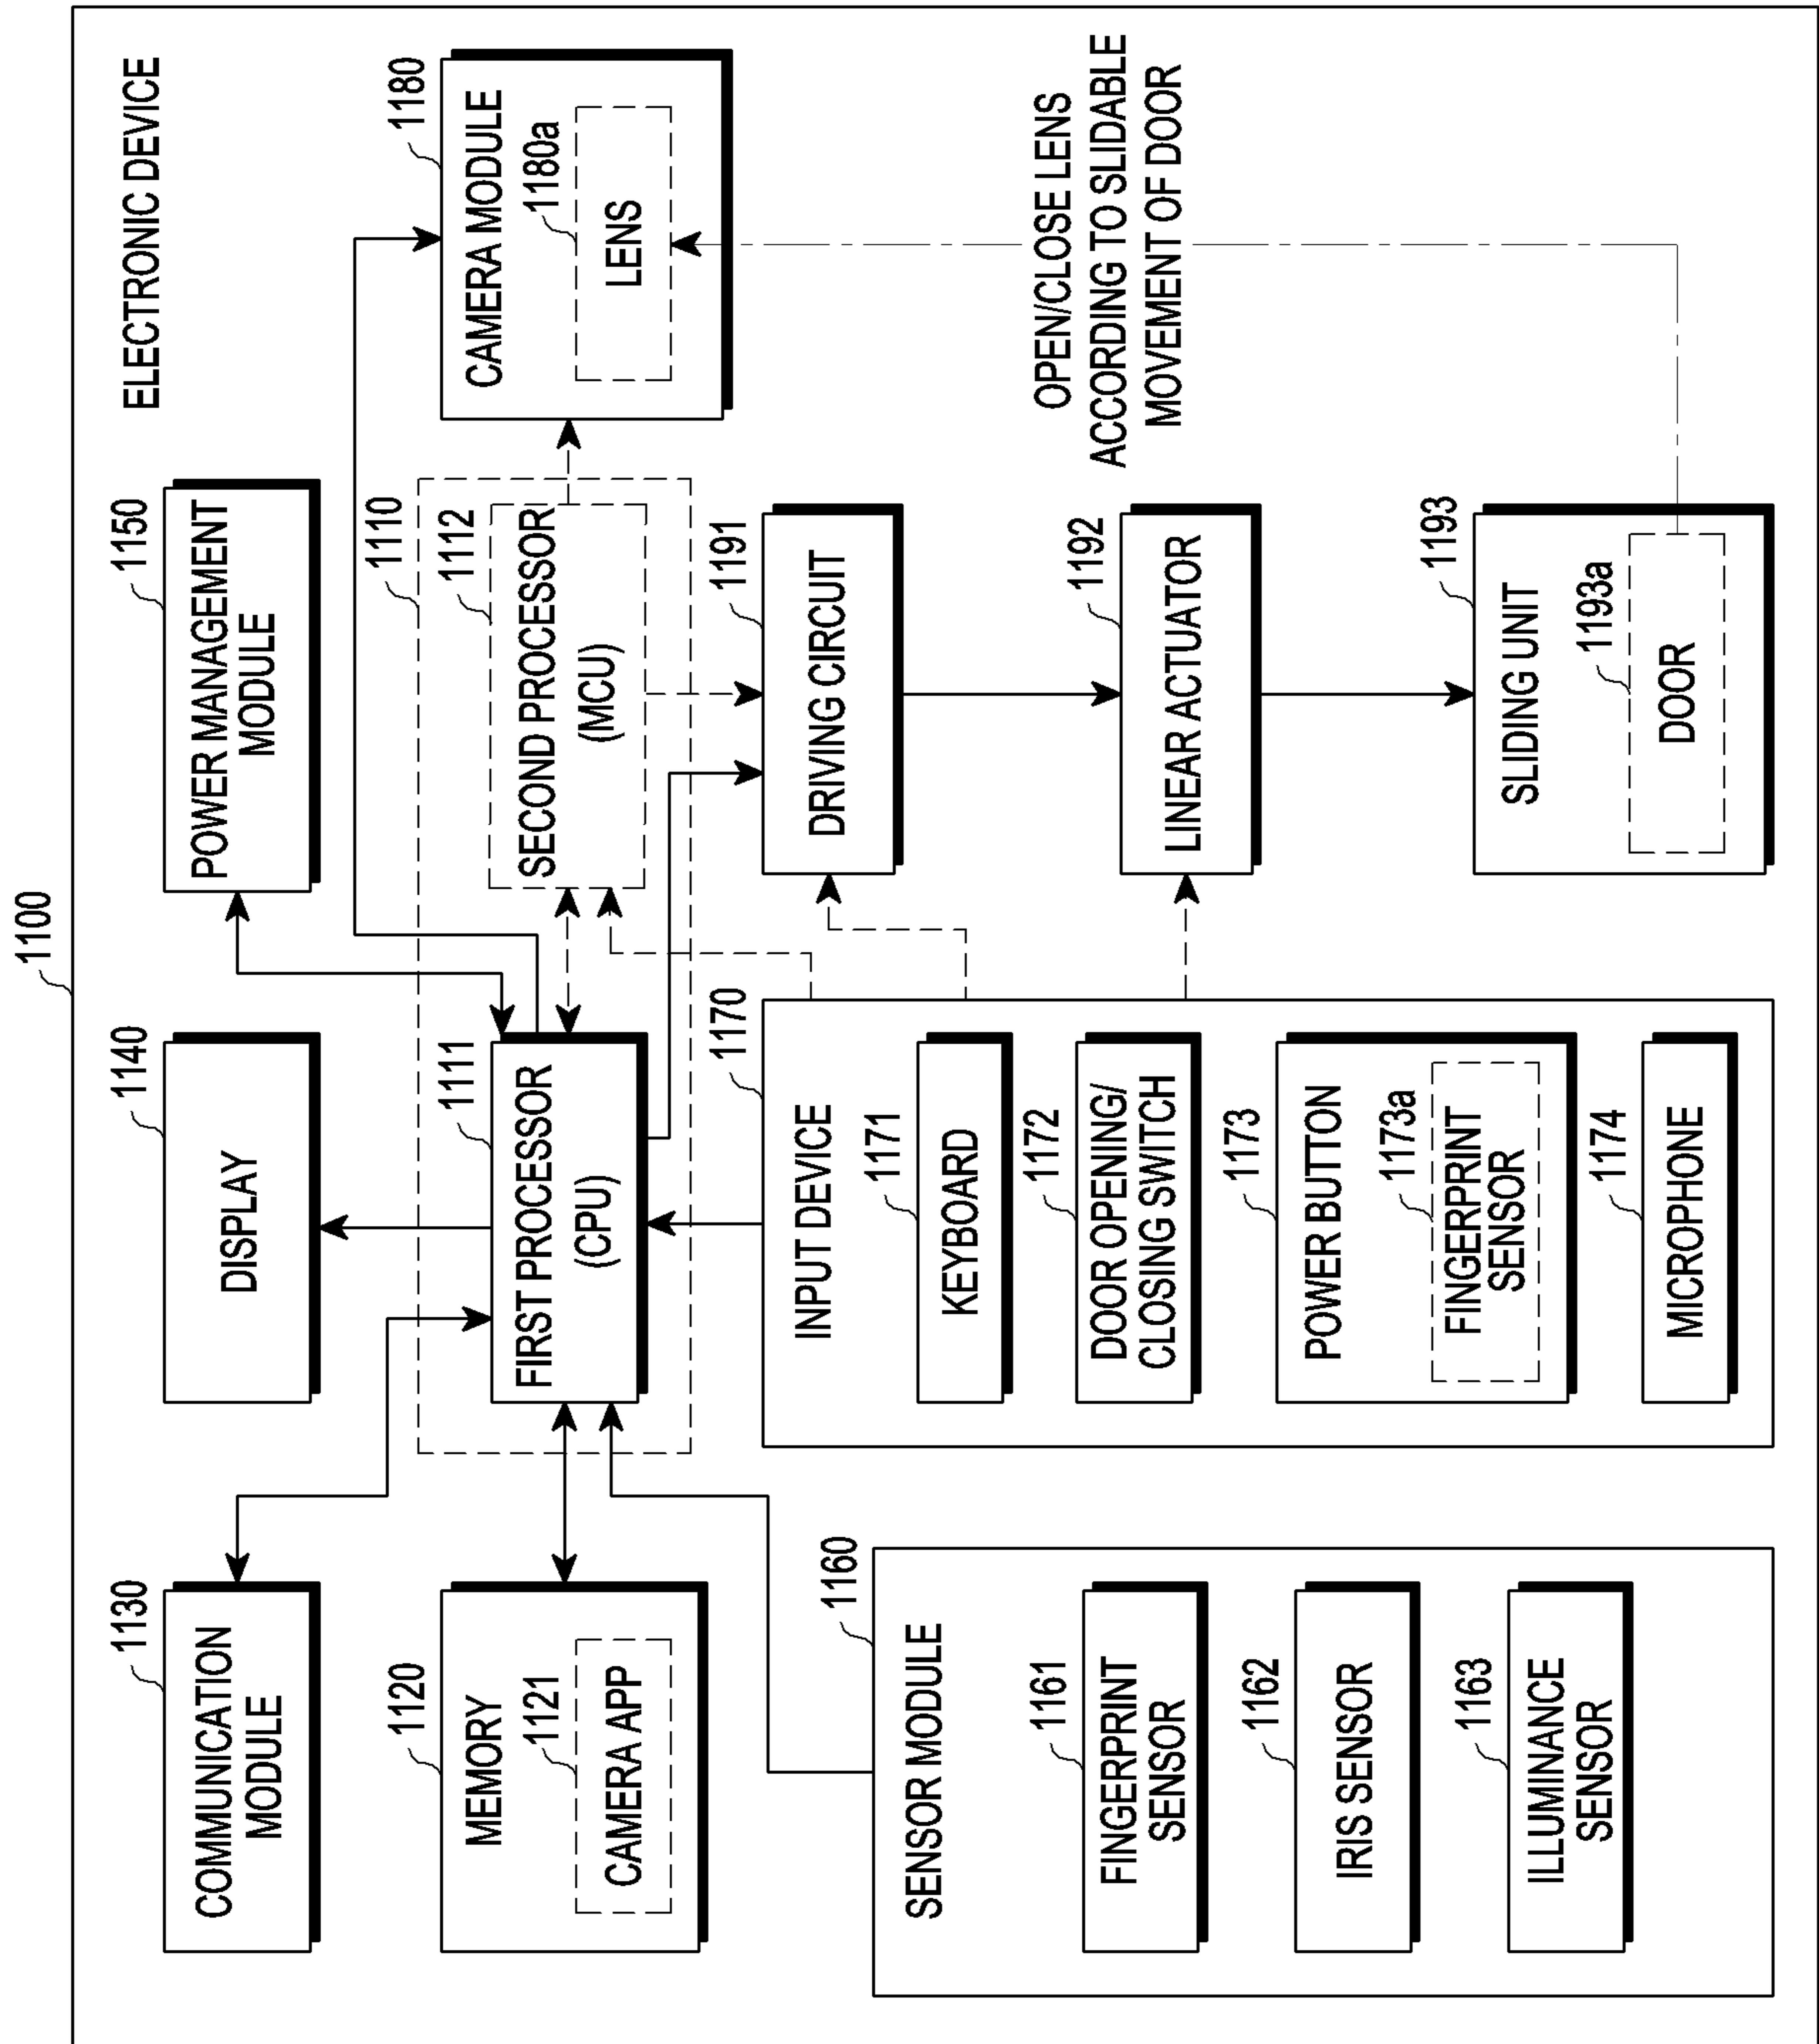 1100
ELECTRONIC DEVICE
1130
COMMUNICATION
MODULE
1140
DISPLAY
1150
POWER MANAGEMENT
MODULE
1120
MEMORY
1121
CAMERA APP
1110
1111
FIRST PROCESSOR
(CPU)
1112
SECOND PROCESSOR
(MCU)
1180
CAMERA MODULE
1180a
LENS
1160
SENSOR MODULE
1161
FINGERPRINT
SENSOR
1162
IRIS SENSOR
1163
ILLUMINANCE
SENSOR
1170
INPUT DEVICE
1171
KEYBOARD
1172
DOOR OPENING/
CLOSING SWITCH
1173
POWER BUTTON
1173a
FINGERPRINT
SENSOR
1174
MICROPHONE
1191
DRIVING CIRCUIT
1192
LINEAR ACTUATOR
1193
SLIDING UNIT
1193a
DOOR
OPEN/CLOSE LENS
ACCORDING TO SLIDABLE
MOVEMENT OF DOOR